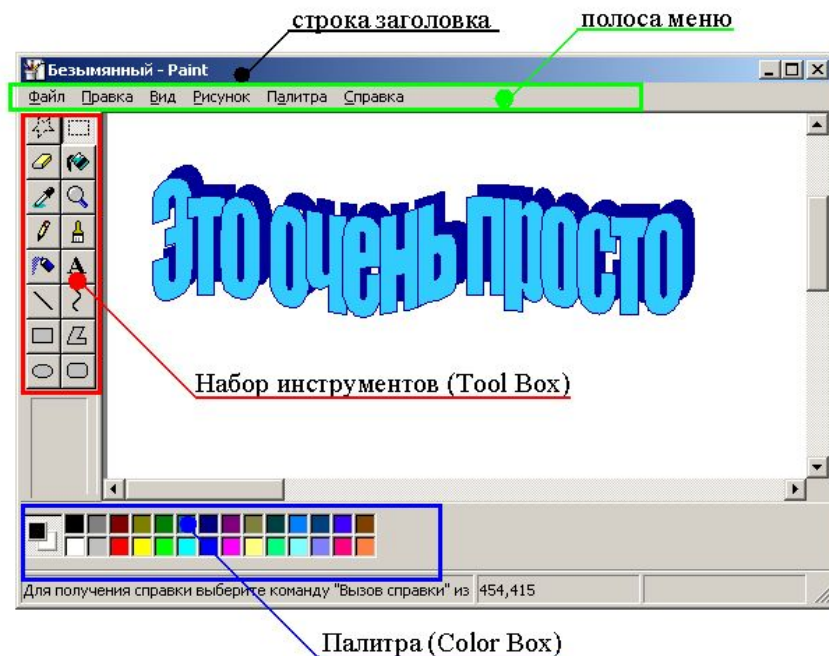 строка заголовка
полоса меню
Безымянный - Paint
Файл Правка Вид Рисунок Палитра Справка
Это очень просто
A
Набор инструментов (Tool Box)
Для получения справки выберите команду "Вызов справки" из 454,415
Палитра (Color Box)